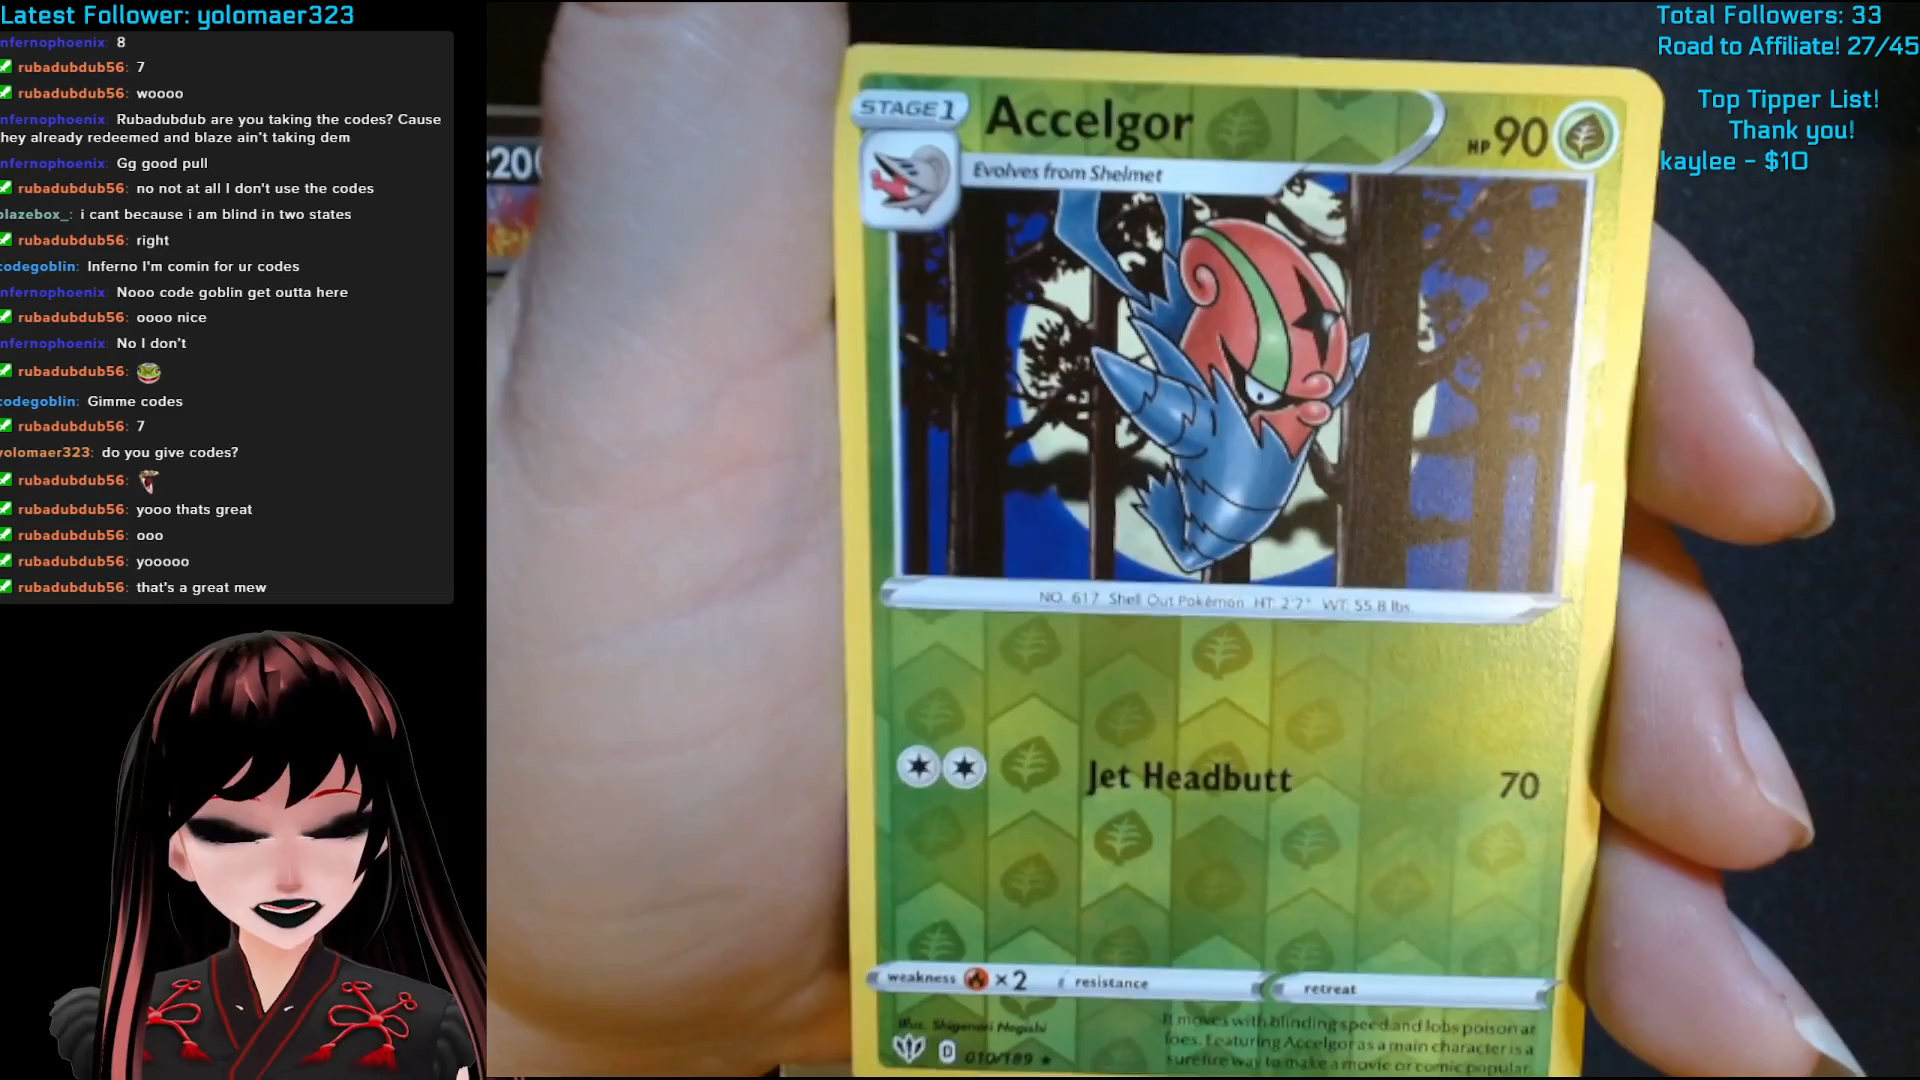 Latest Follower: yolomaer323
nfernophoenix: 8
rubadubdub56: 7
rubadubdub56: woooo
nfernophoenix: Rubadubdub are you taking the codes? Cause
hey already redeemed and blaze ain't taking dem
nfernophoenix: Gg good pull
rubadubdub56: no not at all I don't use the codes
blazebox_: i cant because i am blind in two states
rubadubdub56: right
codegoblin: Inferno I'm comin for ur codes
nfernophoenix: Nooo code goblin get outta here
rubadubdub56: oooo nice
nfernophoenix: No I don't
rubadubdub56:
codegoblin: Gimme codes
rubadubdub56: 7
yolomaer323: do you give codes?
rubadubdub56:
rubadubdub56: yooo thats great
rubadubdub56: ooo
rubadubdub56: yooooo
rubadubdub56: that's a great mew
220
STAGE 1
Accelgor
HP 90
Evolves from Shelmet
NO. 617 Shell Out Pokémon HT: 2'7" WT: 55.8 lbs.
Jet Headbutt 70
weakness ×2 resistance retreat
Illus. Shigenori Negishi
D 010/189 ★
It moves with blinding speed and lobs poison at
foes. Featuring Accelgor as a main character is a
surefire way to make a movie or comic popular.
Total Followers: 33
Road to Affiliate! 27/45
Top Tipper List!
Thank you!
kaylee - $10